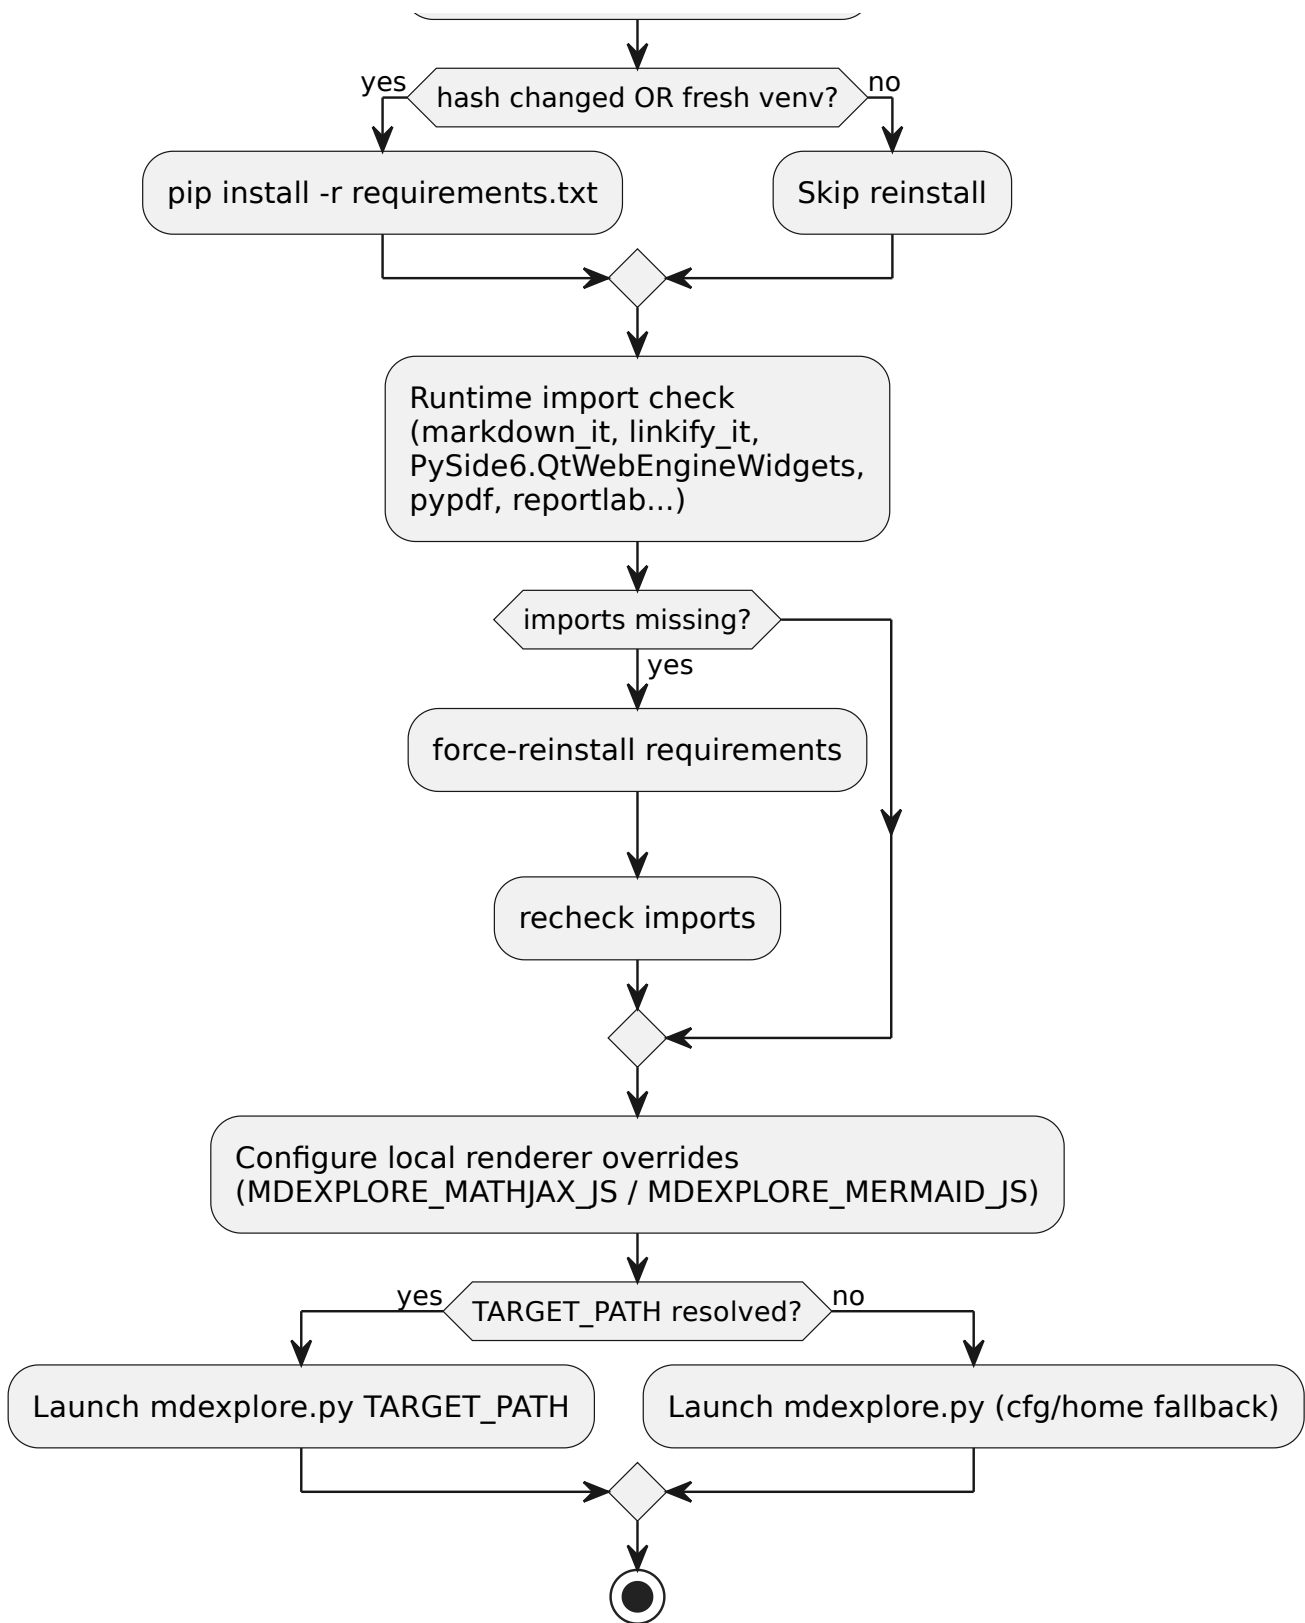 yes
hash changed OR fresh venv?
no
pip install -r requirements.txt
Skip reinstall
Runtime import check
(markdown_it, linkify_it,
PySide6.QtWebEngineWidgets,
pypdf, reportlab...)
imports missing?
yes
force-reinstall requirements
recheck imports
Configure local renderer overrides
(MDEXPLORE_MATHJAX_JS / MDEXPLORE_MERMAID_JS)
yes
TARGET_PATH resolved?
no
Launch mdexplore.py TARGET_PATH
Launch mdexplore.py (cfg/home fallback)